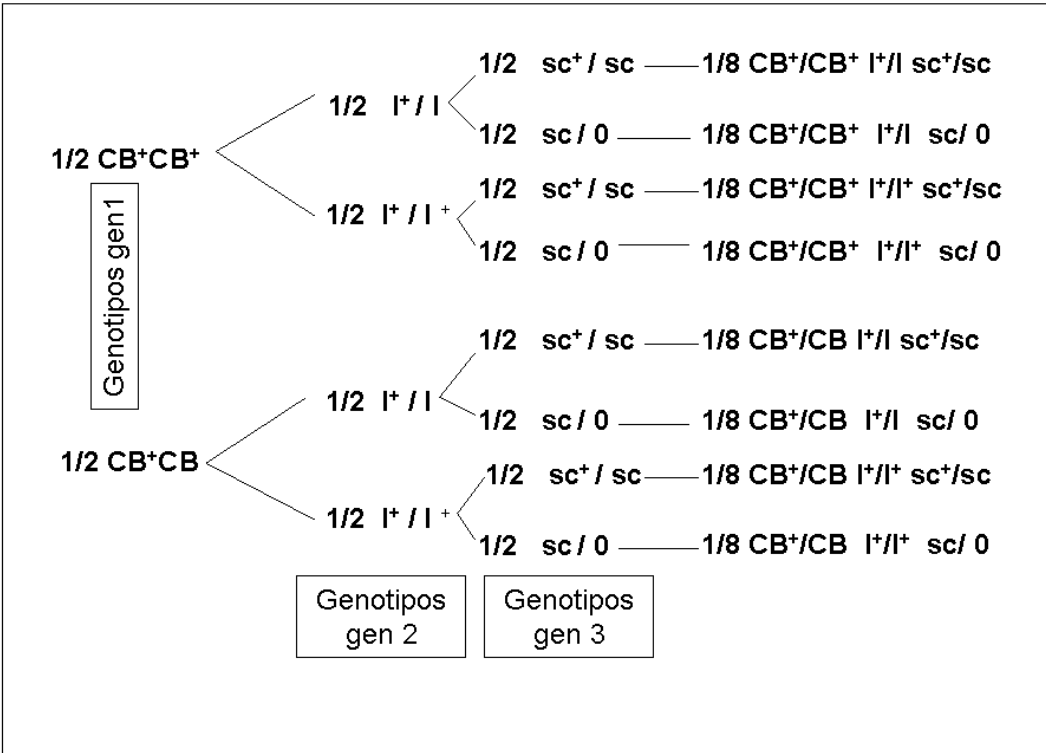 1/2 sc⁺ / sc 1/8 CB⁺/CB⁺ l⁺/l sc⁺/sc
1/2 l⁺ / l
1/2 sc / 0 1/8 CB⁺/CB⁺ l⁺/l sc/ 0
1/2 CB⁺CB⁺
1/2 sc⁺ / sc 1/8 CB⁺/CB⁺ l⁺/l⁺ sc⁺/sc
1/2 l⁺ / l ⁺
1/2 sc / 0 1/8 CB⁺/CB⁺ l⁺/l⁺ sc/ 0
Genotipos gen1
1/2 sc⁺ / sc 1/8 CB⁺/CB l⁺/l sc⁺/sc
1/2 l⁺ / l
1/2 sc / 0 1/8 CB⁺/CB l⁺/l sc/ 0
1/2 CB⁺CB
1/2 sc⁺ / sc 1/8 CB⁺/CB l⁺/l⁺ sc⁺/sc
1/2 l⁺ / l ⁺
1/2 sc / 0 1/8 CB⁺/CB l⁺/l⁺ sc/ 0
Genotipos
gen 2
Genotipos
gen 3